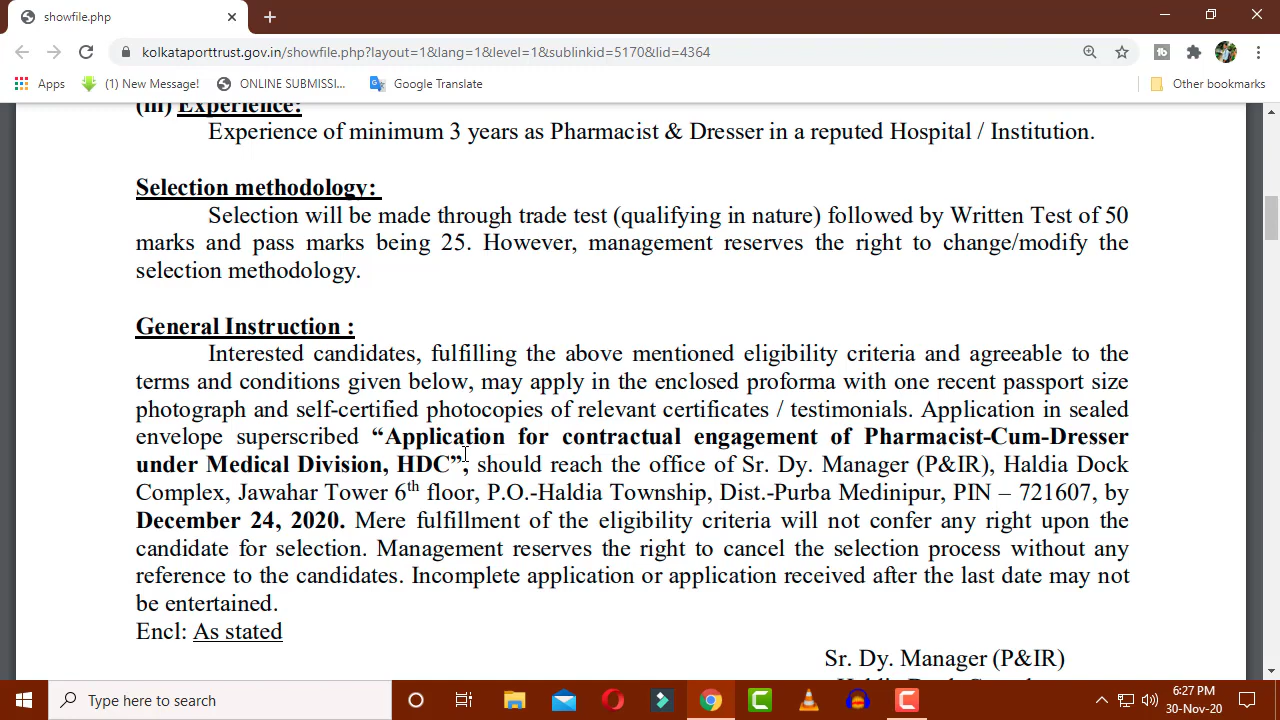 showfile.php
kolkataporttrust.gov.in/showfile.php?layout=1&lang=1&level=1&sublinkid=5170&lid=4364
Apps (1) New Message! ONLINE SUBMISSI... Google Translate Other bookmarks
(iii) Experience:
Experience of minimum 3 years as Pharmacist & Dresser in a reputed Hospital / Institution.
Selection methodology:
Selection will be made through trade test (qualifying in nature) followed by Written Test of 50
marks and pass marks being 25. However, management reserves the right to change/modify the
selection methodology.
General Instruction :
Interested candidates, fulfilling the above mentioned eligibility criteria and agreeable to the
terms and conditions given below, may apply in the enclosed proforma with one recent passport size
photograph and self-certified photocopies of relevant certificates / testimonials. Application in sealed
envelope superscribed “Application for contractual engagement of Pharmacist-Cum-Dresser
under Medical Division, HDC”, should reach the office of Sr. Dy. Manager (P&IR), Haldia Dock
Complex, Jawahar Tower 6th floor, P.O.-Haldia Township, Dist.-Purba Medinipur, PIN – 721607, by
December 24, 2020. Mere fulfillment of the eligibility criteria will not confer any right upon the
candidate for selection. Management reserves the right to cancel the selection process without any
reference to the candidates. Incomplete application or application received after the last date may not
be entertained.
Encl: As stated
Sr. Dy. Manager (P&IR)
Type here to search
6:27 PM
30-Nov-20